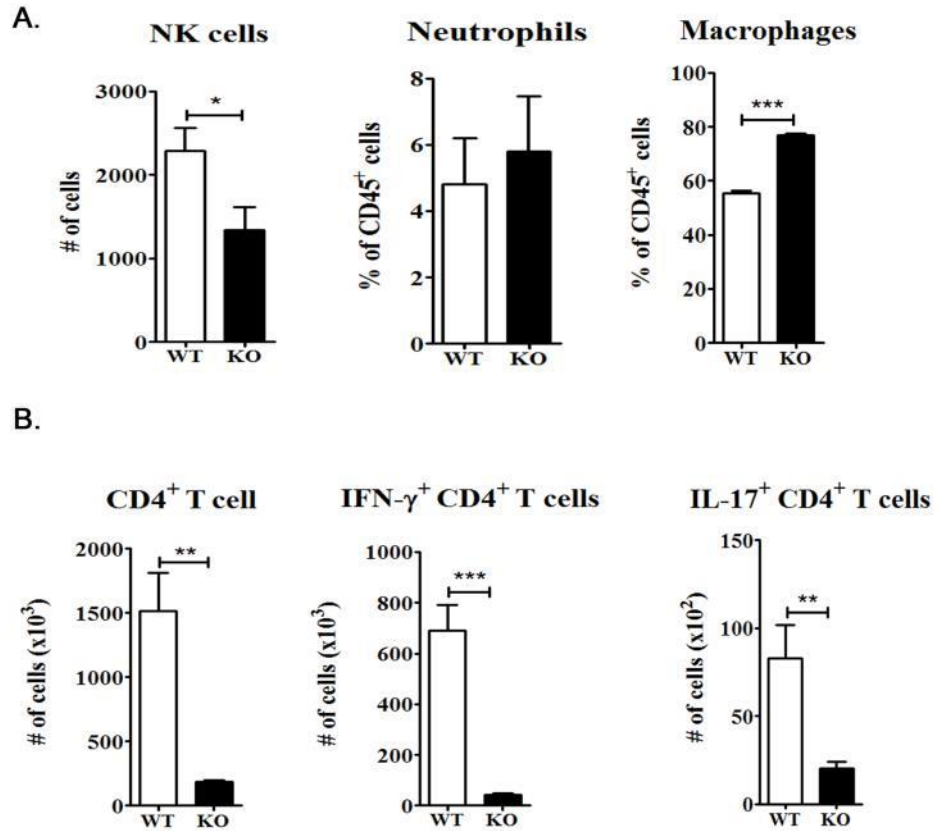 A.
NK cells
# of cells
3000
2000
1000
0
*
WT KO
Neutrophils
% of CD45+ cells
8
6
4
2
0
WT KO
Macrophages
% of CD45+ cells
100
80
60
40
20
0
***
WT KO
B.
CD4+ T cell
# of cells (x10³)
2000
1500
1000
500
0
**
WT KO
IFN-γ+ CD4+ T cells
# of cells (x10³)
1000
800
600
400
200
0
***
WT KO
IL-17+ CD4+ T cells
# of cells (x10²)
150
100
50
0
**
WT KO